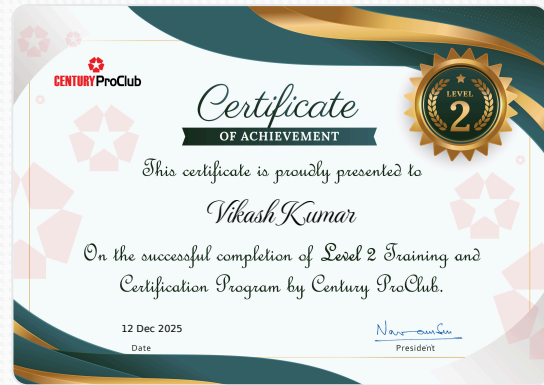 CENTURY ProClub
Certificate
OF ACHIEVEMENT
LEVEL
2
This certificate is proudly presented to
Vikash Kumar
On the successful completion of Level 2 Training and
Certification Program by Century ProClub.
12 Dec 2025
Date
President